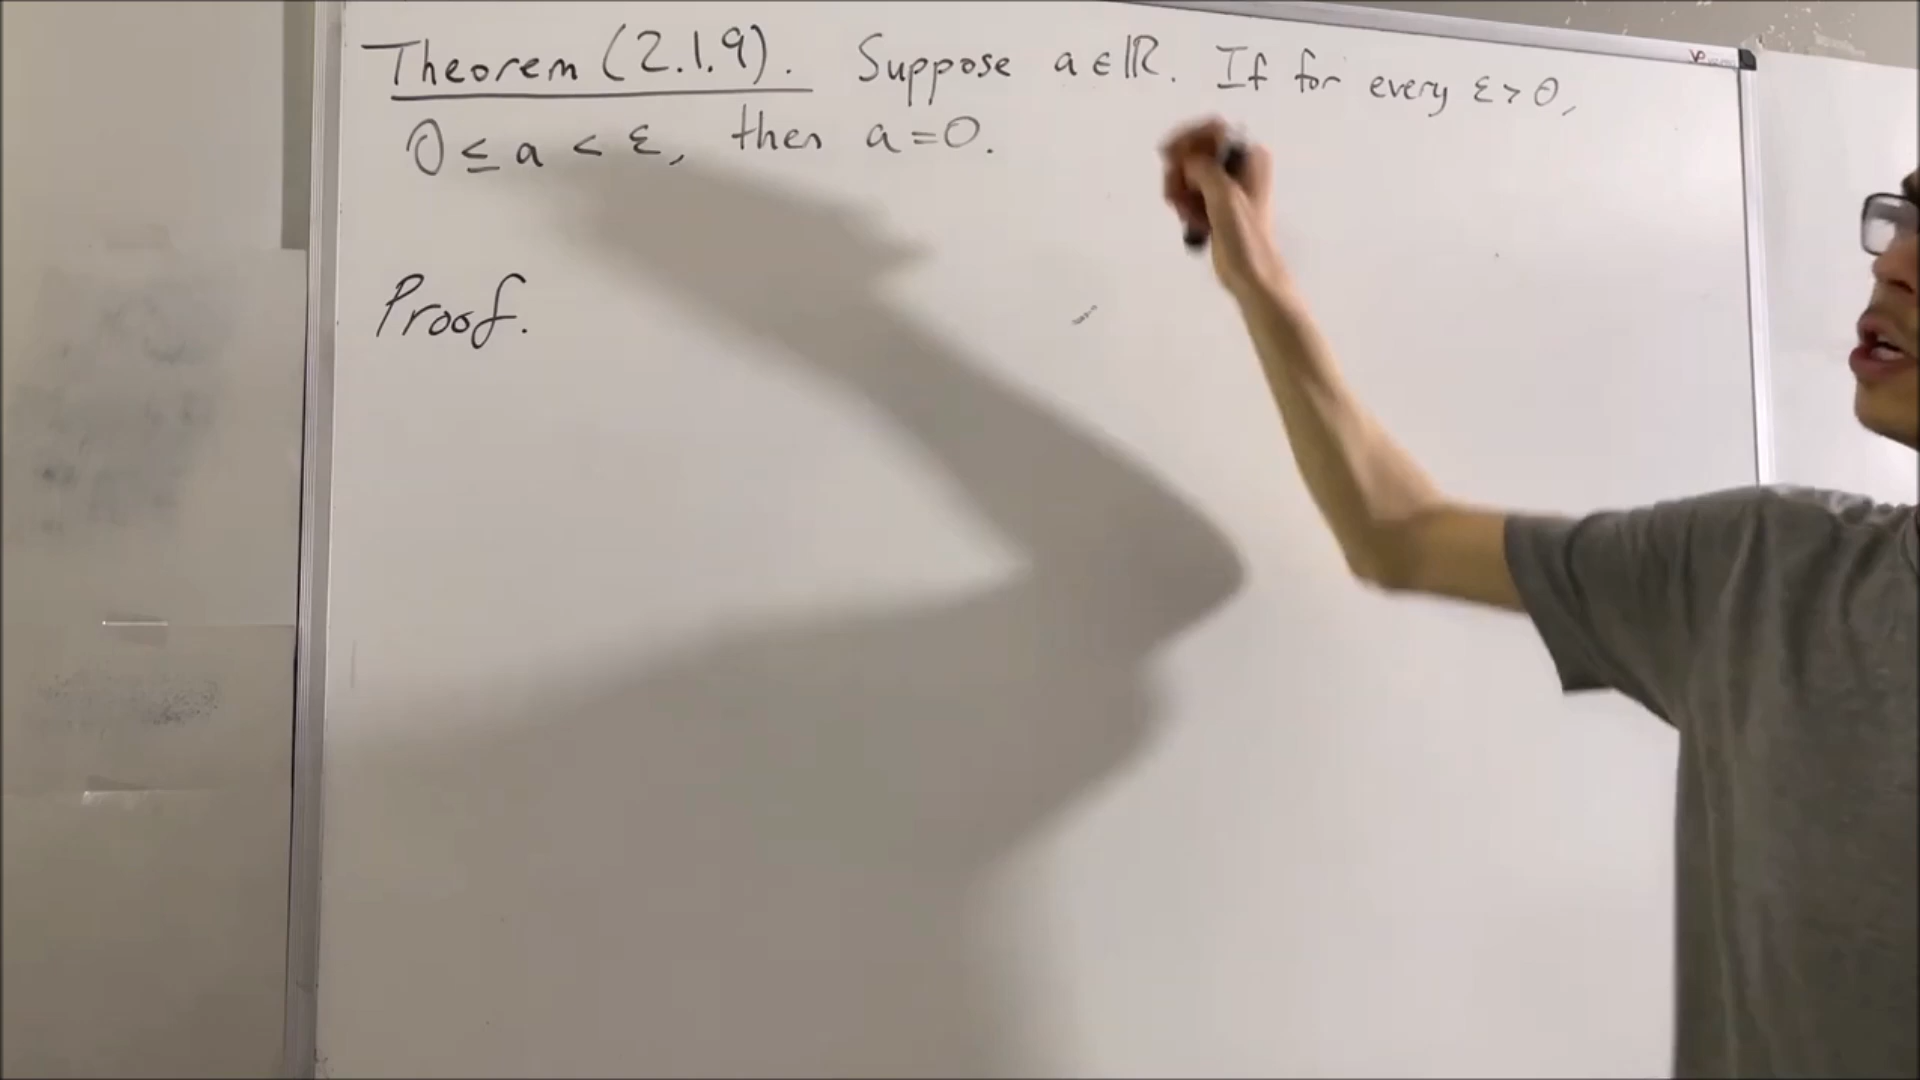 Theorem (2.1.9). Suppose a∈ℝ. If for every ε>0,
0 ≤ a < ε, then a=0.
Proof.